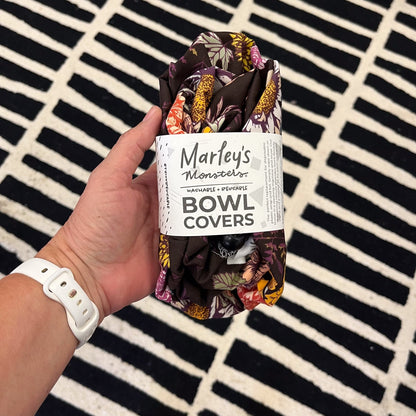 Marley's
Monsters.
WASHABLE + REUSABLE
BOWL
COVERS